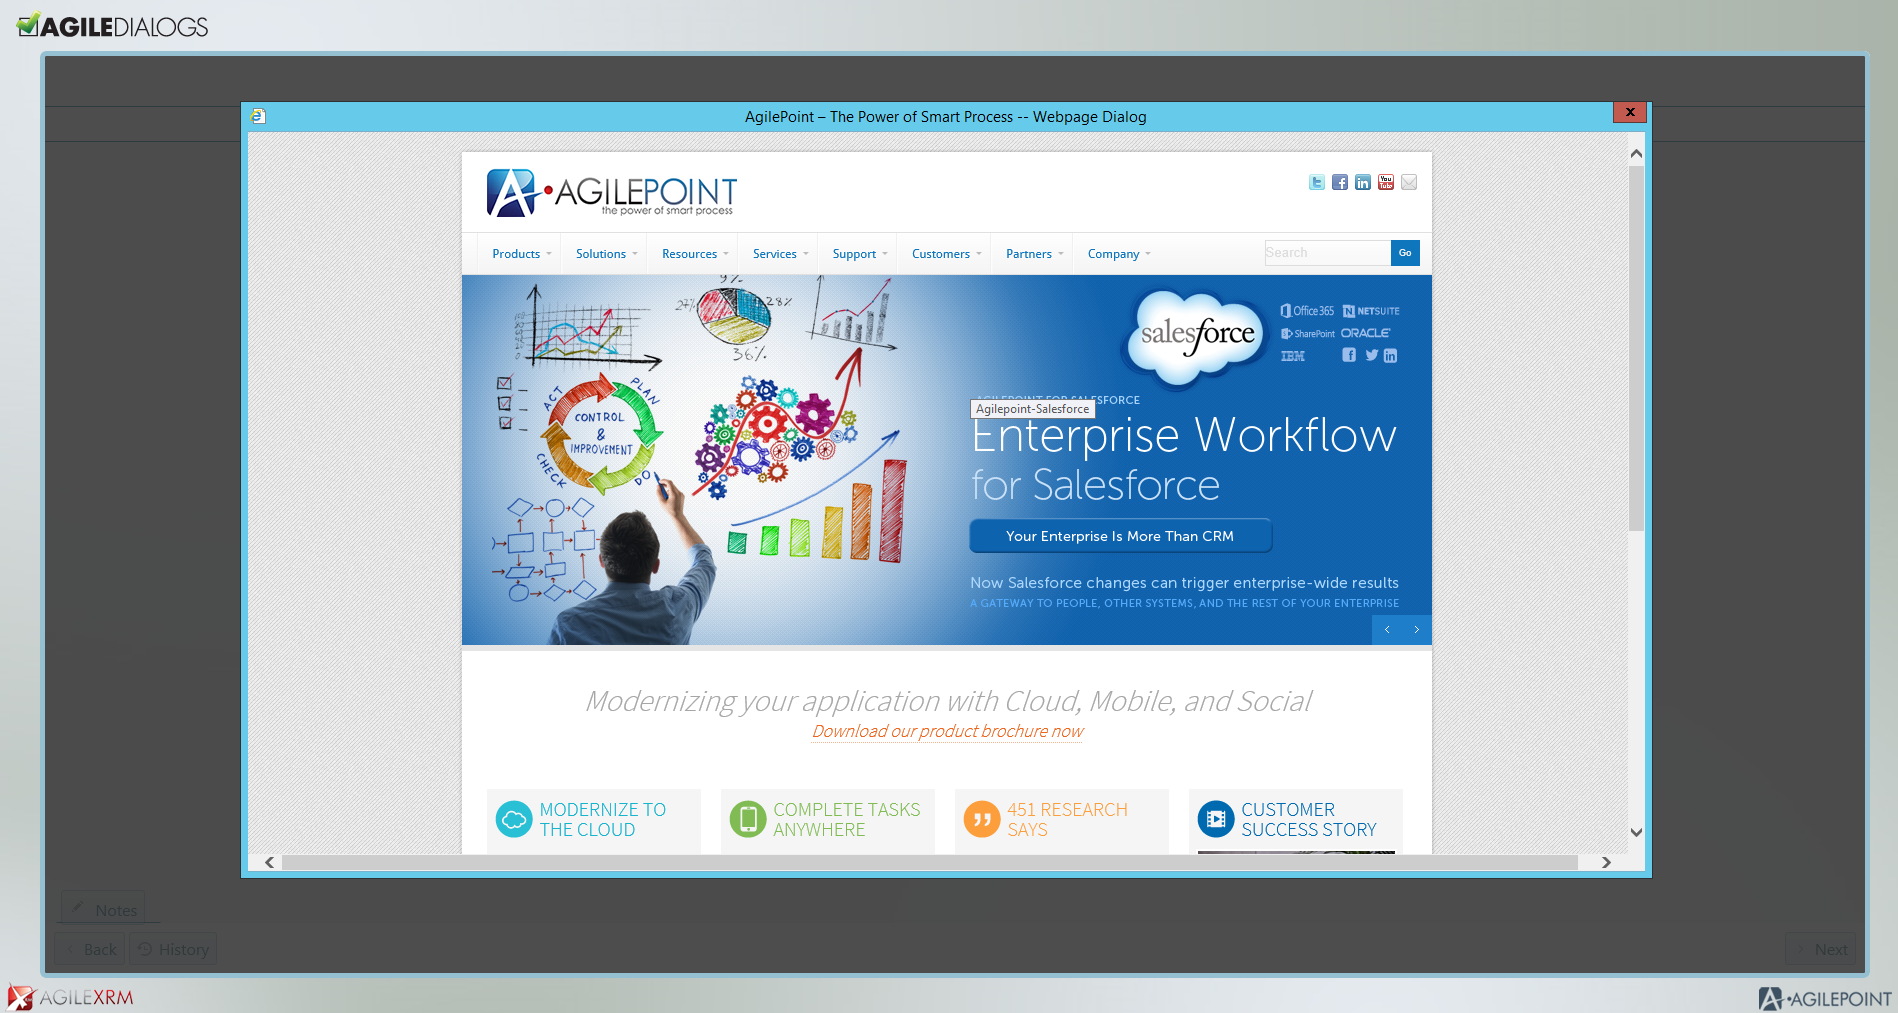 AGILEDIALOGS
AgilePoint – The Power of Smart Process -- Webpage Dialog
x
AGILEPOINT
the power of smart process
Products
Solutions
Resources
Services
Support
Customers
Partners
Company
Search
Go
9%
27%
28%
36%
ACT
PLAN
CONTROL
&
IMPROVEMENT
CHECK
DO
salesforce
Office 365
NETSUITE
SharePoint
ORACLE
IBM
Agilepoint-Salesforce
Enterprise Workflow
for Salesforce
Your Enterprise Is More Than CRM
Now Salesforce changes can trigger enterprise-wide results
A GATEWAY TO PEOPLE, OTHER SYSTEMS, AND THE REST OF YOUR ENTERPRISE
Modernizing your application with Cloud, Mobile, and Social
Download our product brochure now
MODERNIZE TO
THE CLOUD
COMPLETE TASKS
ANYWHERE
451 RESEARCH
SAYS
CUSTOMER
SUCCESS STORY
Notes
Back
History
Next
AGILEXRM
AGILEPOINT